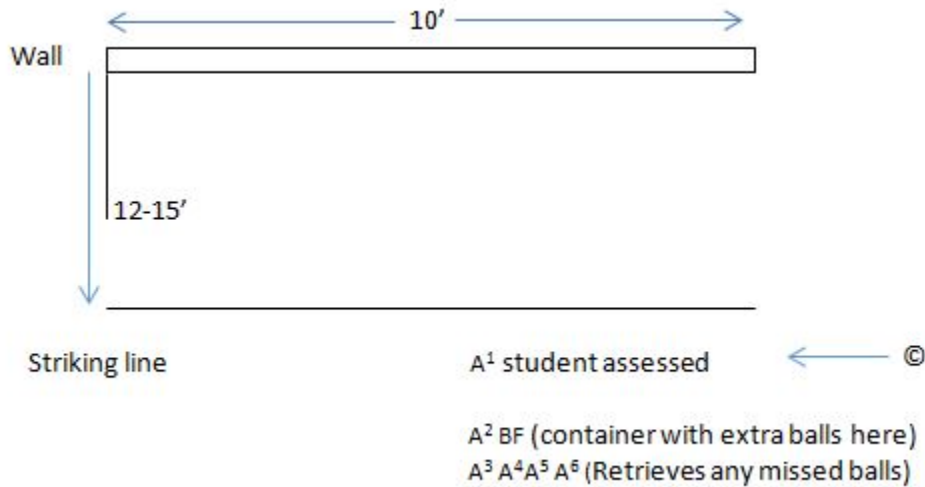 10’
Wall
12-15’
Striking line
A¹ student assessed
©
A² BF (container with extra balls here)
A³ A⁴A⁵ A⁶ (Retrieves any missed balls)